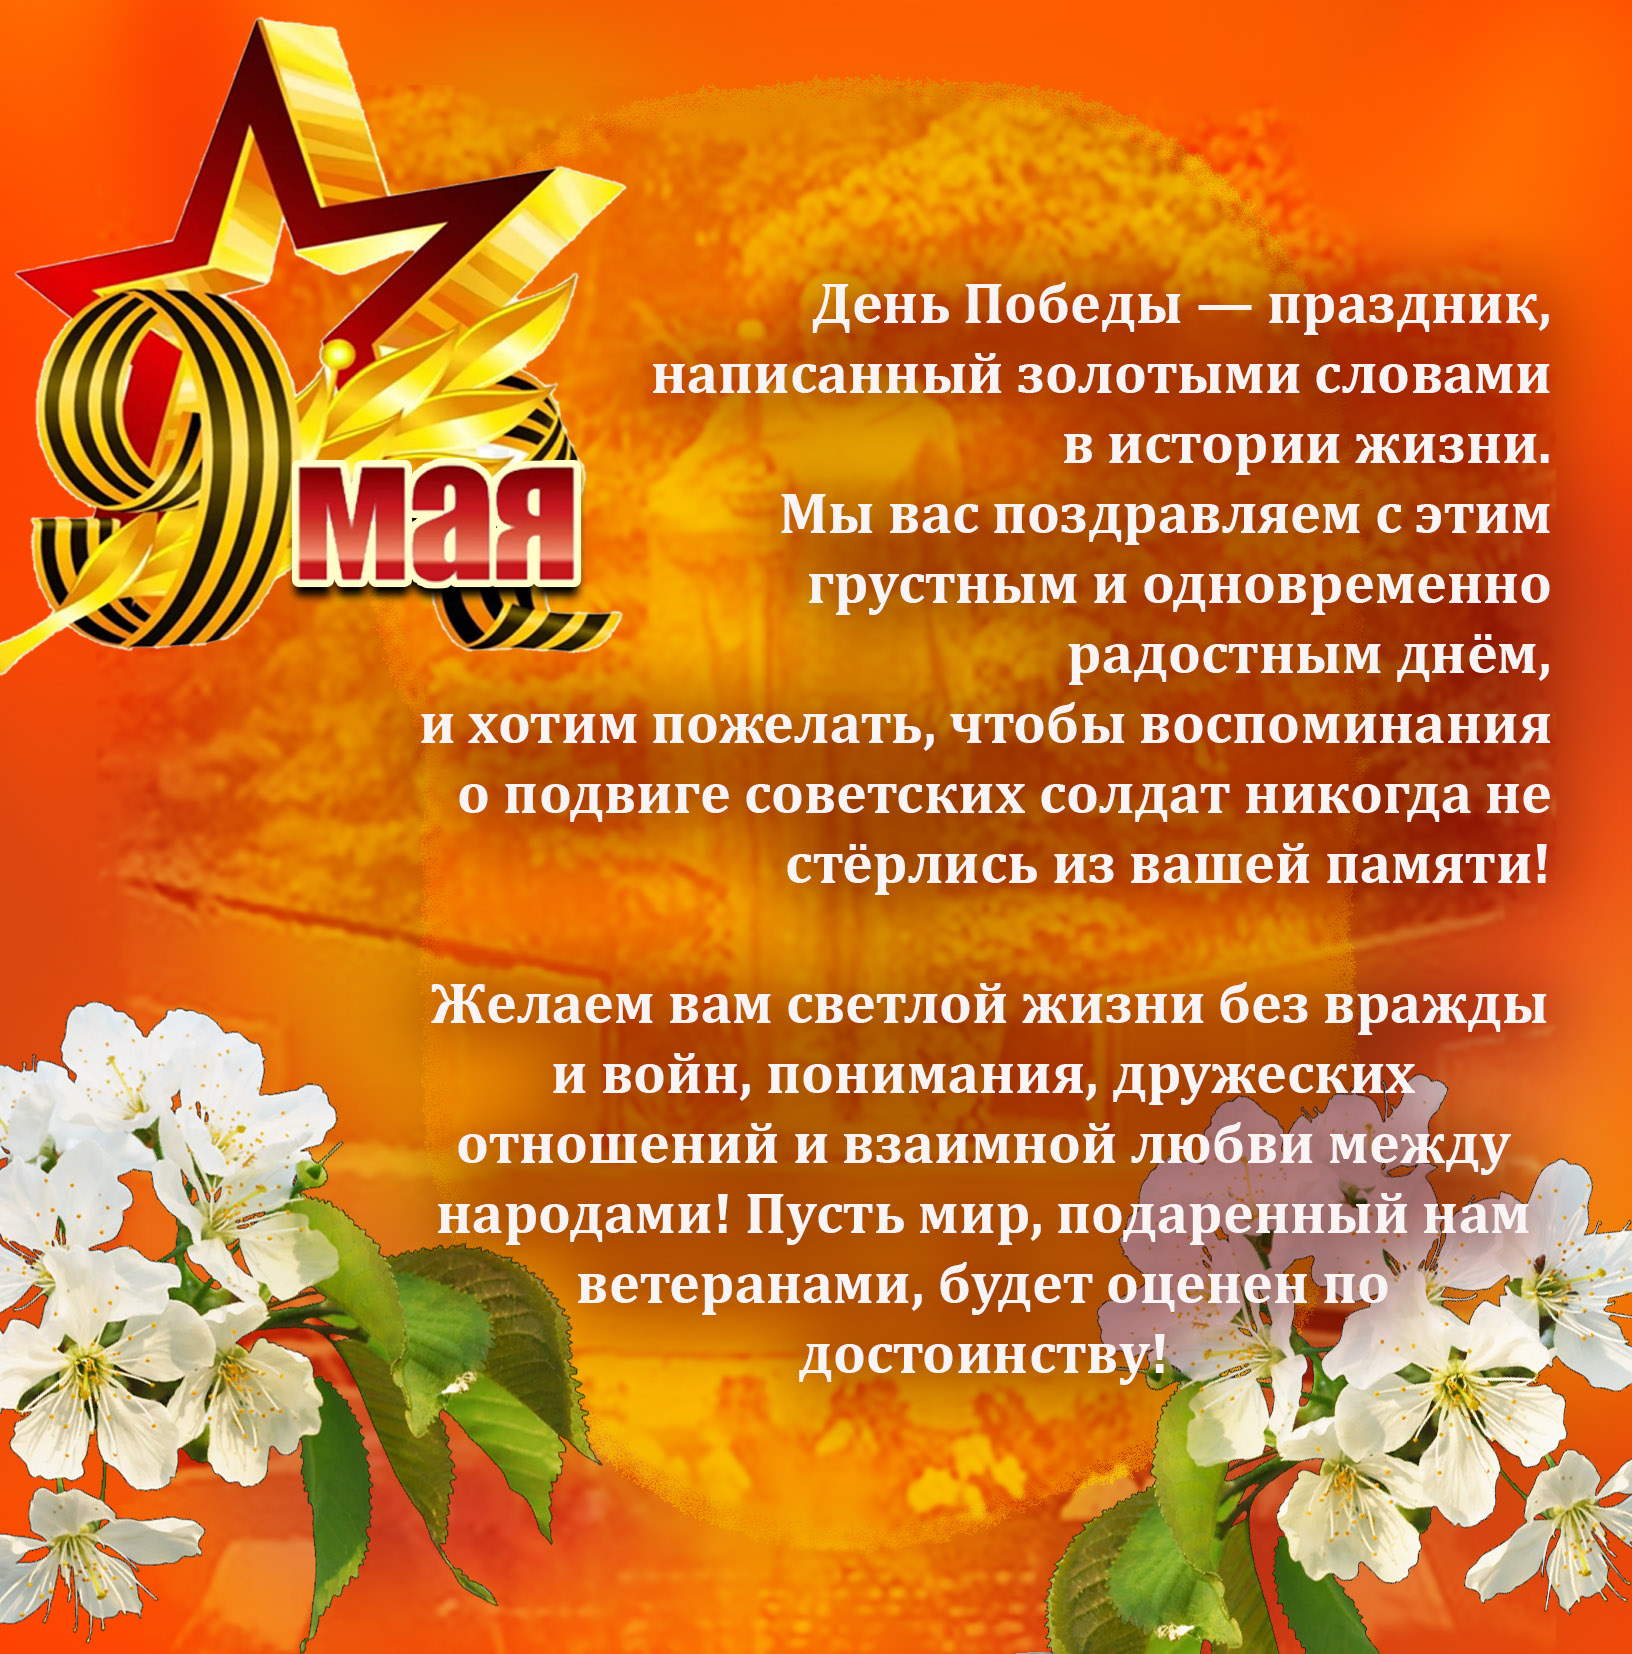 9
мая
День Победы — праздник,
написанный золотыми словами
в истории жизни.
Мы вас поздравляем с этим
грустным и одновременно
радостным днём,
и хотим пожелать, чтобы воспоминания
о подвиге советских солдат никогда не
стёрлись из вашей памяти!
Желаем вам светлой жизни без вражды
и войн, понимания, дружеских
отношений и взаимной любви между
народами! Пусть мир, подаренный нам
ветеранами, будет оценен по
достоинству!